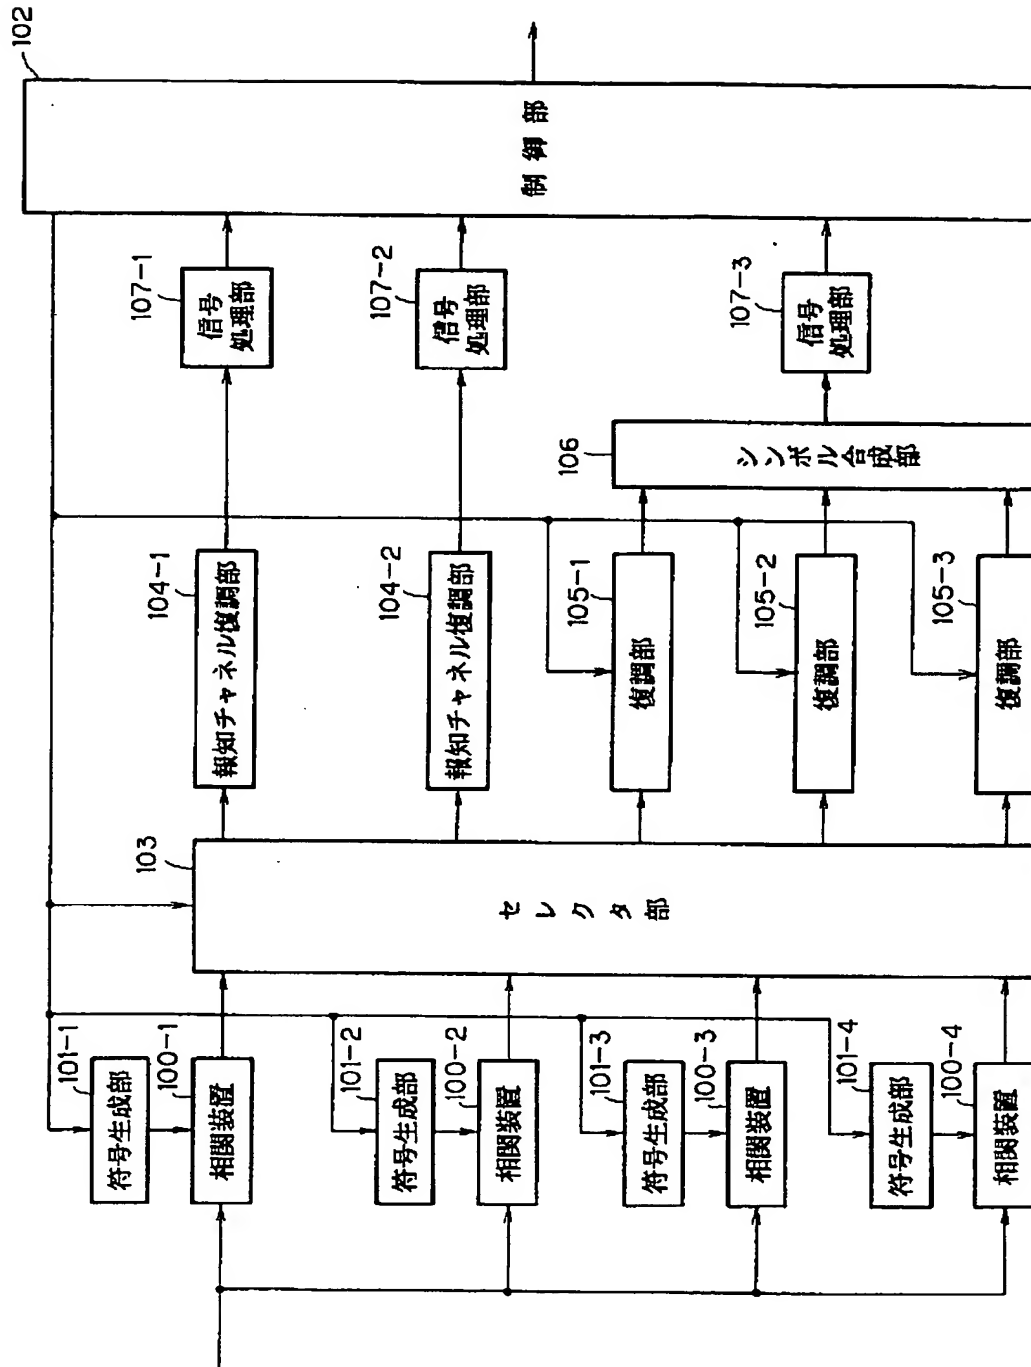 101-1
符号生成部
100-1
相関装置
101-2
符号生成部
100-2
相関装置
101-3
符号生成部
100-3
相関装置
101-4
符号生成部
100-4
相関装置
103
セレクタ部
104-1
報知チャネル復調部
104-2
報知チャネル復調部
105-1
復調部
105-2
復調部
105-3
復調部
106
シンボル合成部
107-1
信号
処理部
107-2
信号
処理部
107-3
信号
処理部
102
制御部